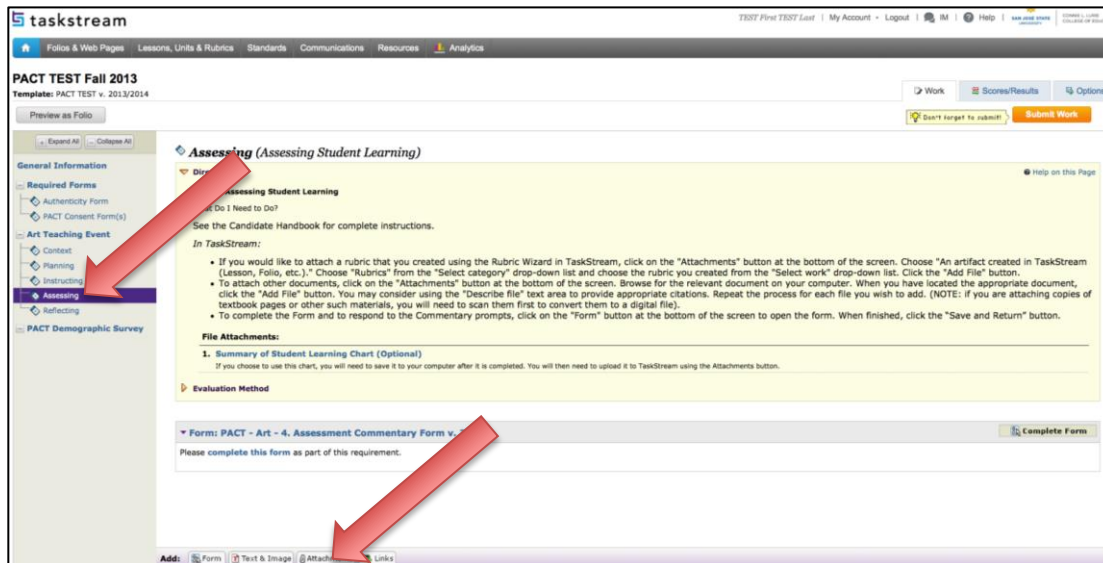 taskstream
TEST First TEST Last | My Account - Logout | IM | Help | SAN JOSÉ STATE UNIVERSITY
Folios & Web Pages Lessons, Units & Rubrics Standards Communications Resources Analytics
PACT TEST Fall 2013
Template: PACT TEST v. 2013/2014
Work Scores/Results Options
Preview as Folio
Don't forget to submit! Submit Work
Expand All Collapse All
General Information
Required Forms
Authenticity Form
PACT Consent Form(s)
Art Teaching Event
Context
Planning
Instructing
Assessing
Reflecting
PACT Demographic Survey
Assessing (Assessing Student Learning)
Help on this Page
Assessing Student Learning
Do I Need to Do?
See the Candidate Handbook for complete instructions.
In TaskStream:
• If you would like to attach a rubric that you created using the Rubric Wizard in TaskStream, click on the "Attachments" button at the bottom of the screen. Choose "An artifact created in TaskStream
(Lesson, Folio, etc.)." Choose "Rubrics" from the "Select category" drop-down list and choose the rubric you created from the "Select work" drop-down list. Click the "Add File" button.
• To attach other documents, click on the "Attachments" button at the bottom of the screen. Browse for the relevant document on your computer. When you have located the appropriate document,
click the "Add File" button. You may consider using the "Describe file" text area to provide appropriate citations. Repeat the process for each file you wish to add. (NOTE: if you are attaching copies of
textbook pages or other such materials, you will need to scan them first to convert them to a digital file).
• To complete the Form and to respond to the Commentary prompts, click on the "Form" button at the bottom of the screen to open the form. When finished, click the "Save and Return" button.
File Attachments:
1. Summary of Student Learning Chart (Optional)
If you choose to use this chart, you will need to save it to your computer after it is completed. You will then need to upload it to TaskStream using the Attachments button.
Evaluation Method
Form: PACT - Art - 4. Assessment Commentary Form v.
Complete Form
Please complete this form as part of this requirement.
Add: Form Text & Image Links